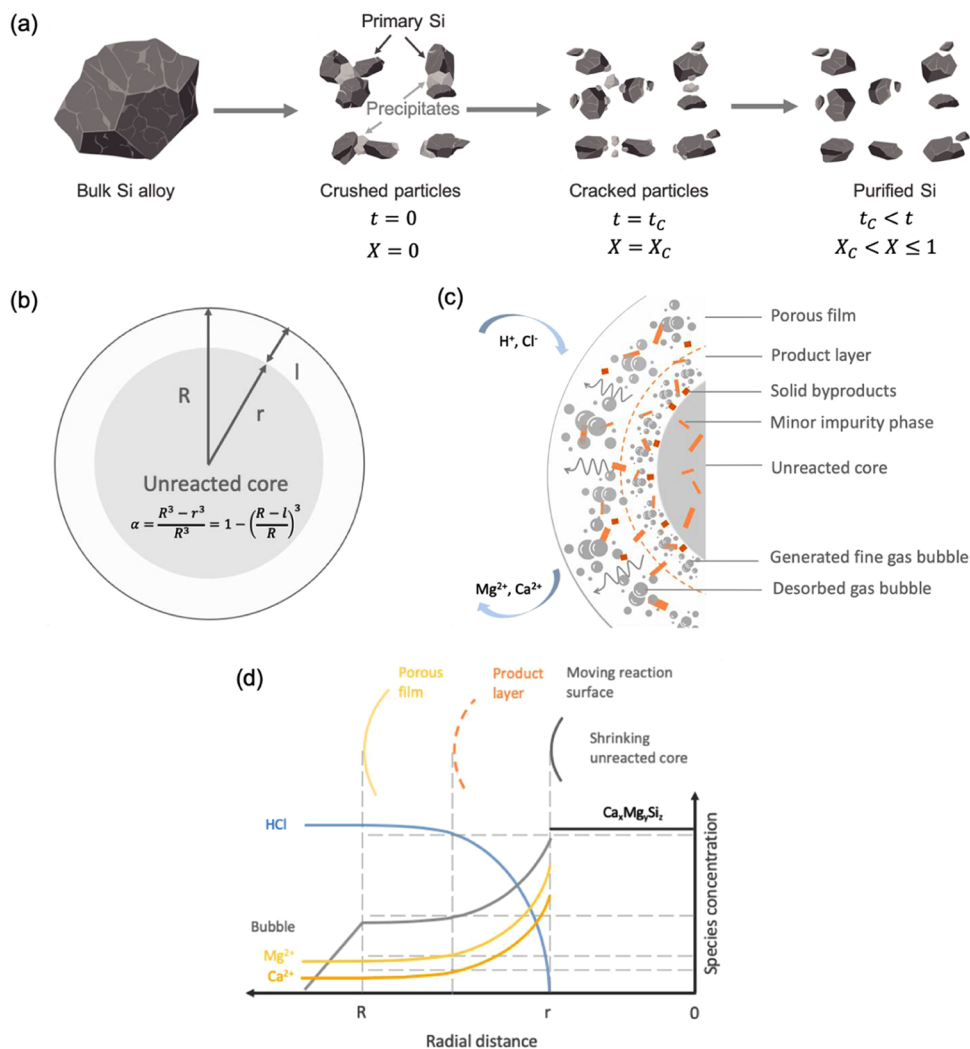 (a)
Primary Si
Precipitates
Bulk Si alloy
Crushed particles
Cracked particles
Purified Si
t = 0
t = t_C
t_C < t
X = 0
X = X_C
X_C < X ≤ 1
(b)
R
l
r
Unreacted core
α = (R³ − r³)/R³ = 1 − ((R − l)/R)³
(c)
H⁺, Cl⁻
Mg²⁺, Ca²⁺
Porous film
Product layer
Solid byproducts
Minor impurity phase
Unreacted core
Generated fine gas bubble
Desorbed gas bubble
(d)
Porous
film
Product
layer
Moving reaction
surface
Shrinking
unreacted core
HCl
CaₓMgᵧSi_z
Bubble
Mg²⁺
Ca²⁺
Species concentration
R
r
0
Radial distance